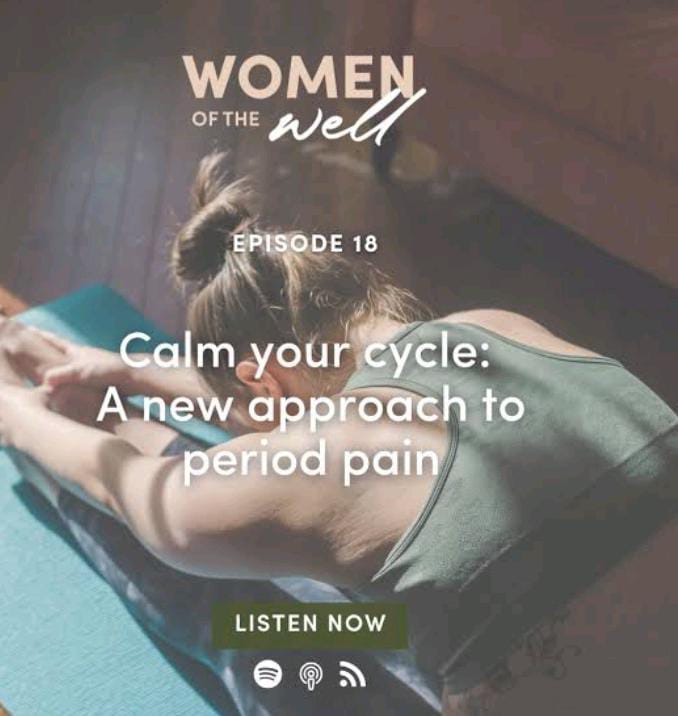 WOMEN
OF THE well
EPISODE 18
Calm your cycle:
A new approach to
period pain
LISTEN NOW